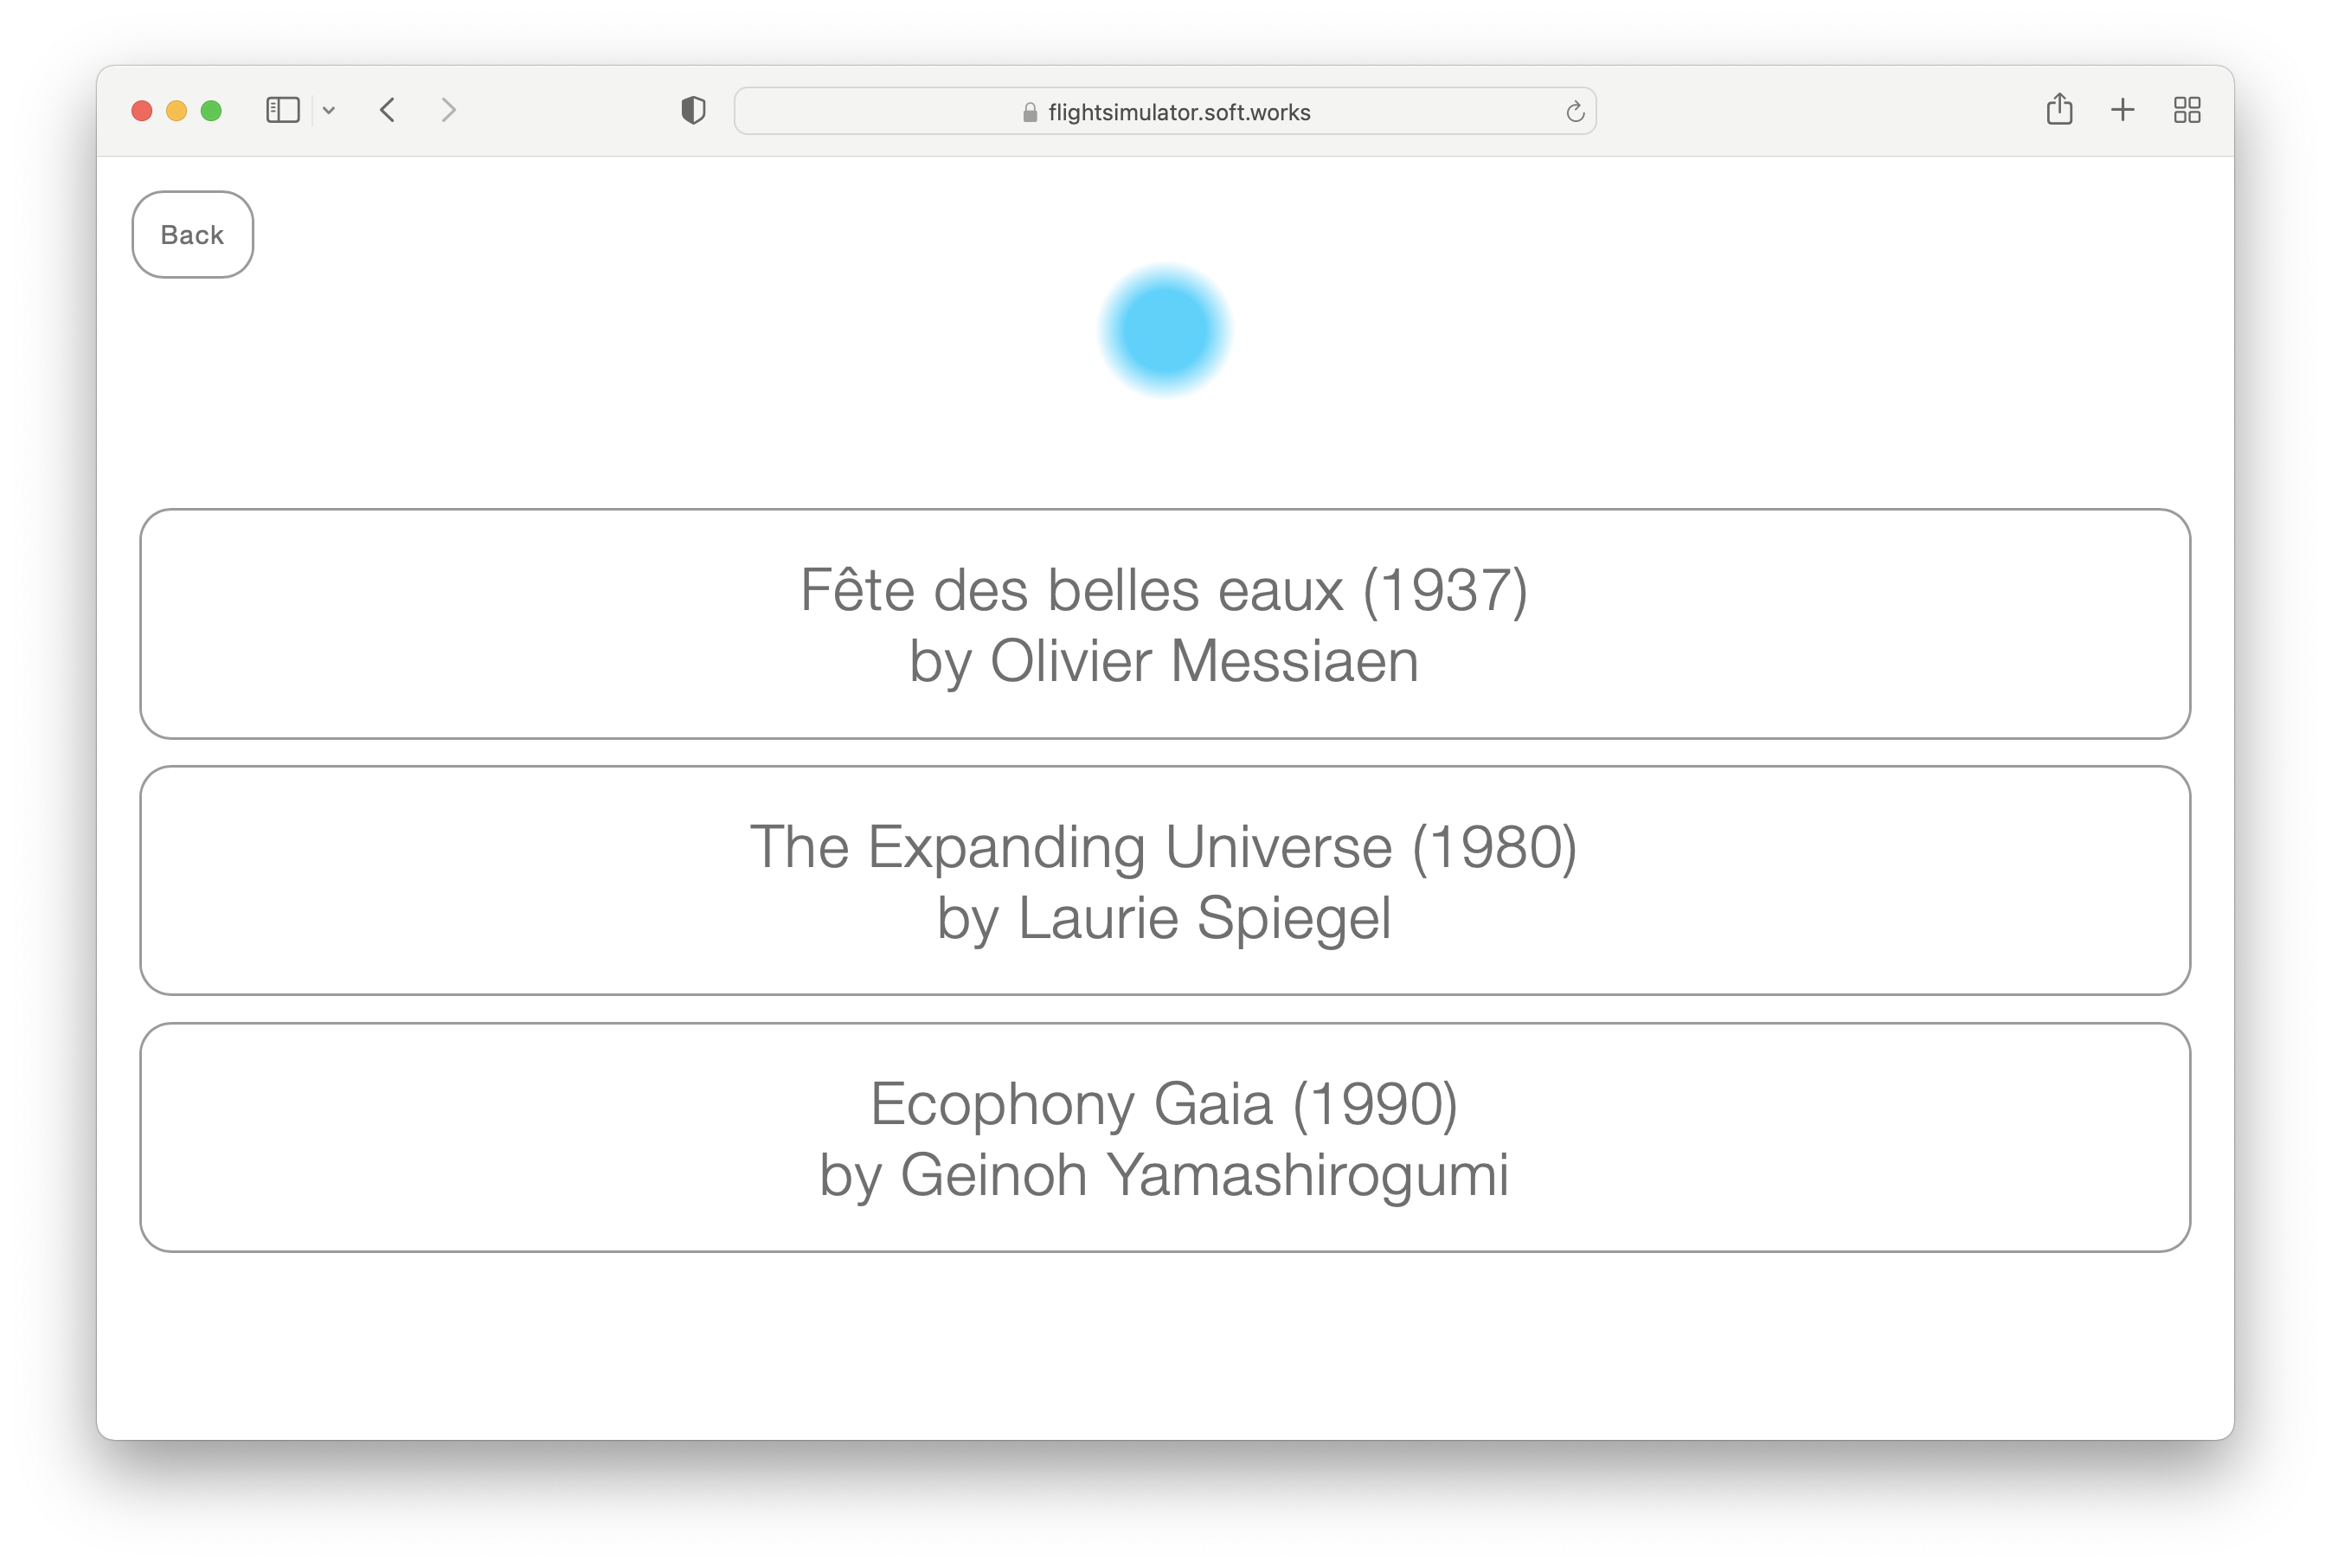 flightsimulator.soft.works
Back
Fête des belles eaux (1937)
by Olivier Messiaen
The Expanding Universe (1980)
by Laurie Spiegel
Ecophony Gaia (1990)
by Geinoh Yamashirogumi